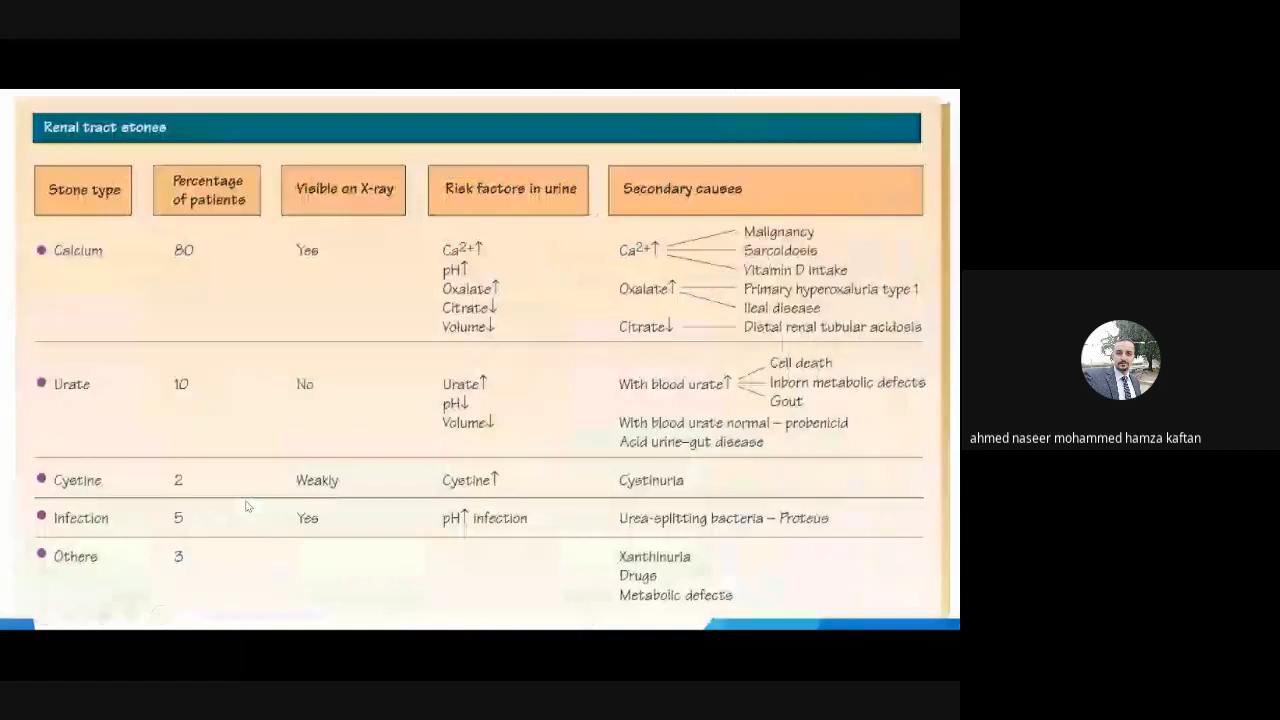 Renal tract stones
Stone type
Percentage of patients
Visible on X-ray
Risk factors in urine
Secondary causes
Calcium 80 Yes
Ca2+↑
pH↑
Oxalate↑
Citrate↓
Volume↓
Ca2+↑
Malignancy
Sarcoldosis
Vitamin D intake
Oxalate↑
Primary hyperoxaluria type 1
Ileal disease
Citrate↓
Distal renal tubular acidosis
Urate 10 No
Urate↑
pH↓
Volume↓
With blood urate↑
Cell death
Inborn metabolic defects
Gout
With blood urate normal – probenicid
Acid urine–gut disease
Cystine 2 Weakly Cystine↑ Cystinuria
Infection 5 Yes pH↑ infection Urea-splitting bacteria – Proteus
Others 3
Xanthinuria
Drugs
Metabolic defects
ahmed naseer mohammed hamza kaftan